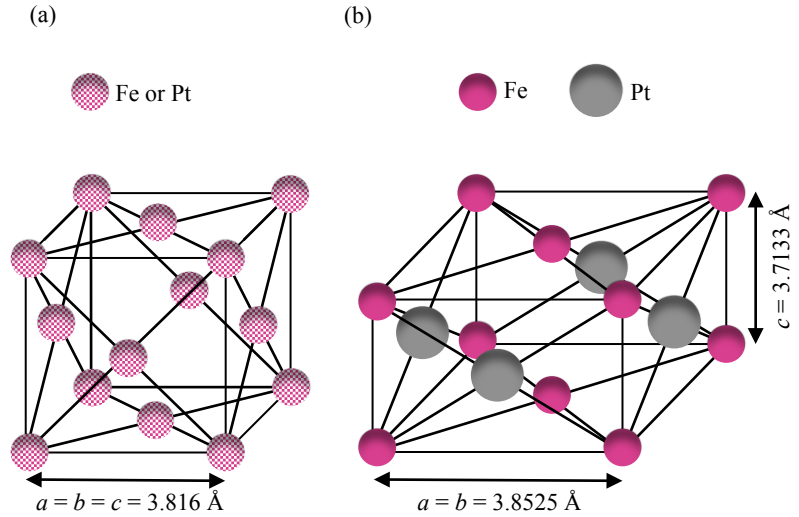 (a)
(b)
Fe or Pt
Fe
Pt
c = 3.7133 Å
a = b = c = 3.816 Å
a = b = 3.8525 Å